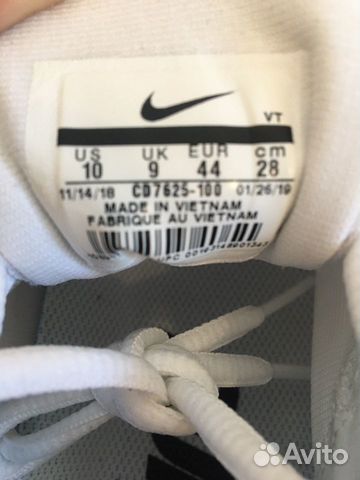 VT
US UK EUR cm
10 9 44 28
11/14/18 CD7625-100 01/26/19
MADE IN VIETNAM
FABRIQUE AU VIETNAM
Avito